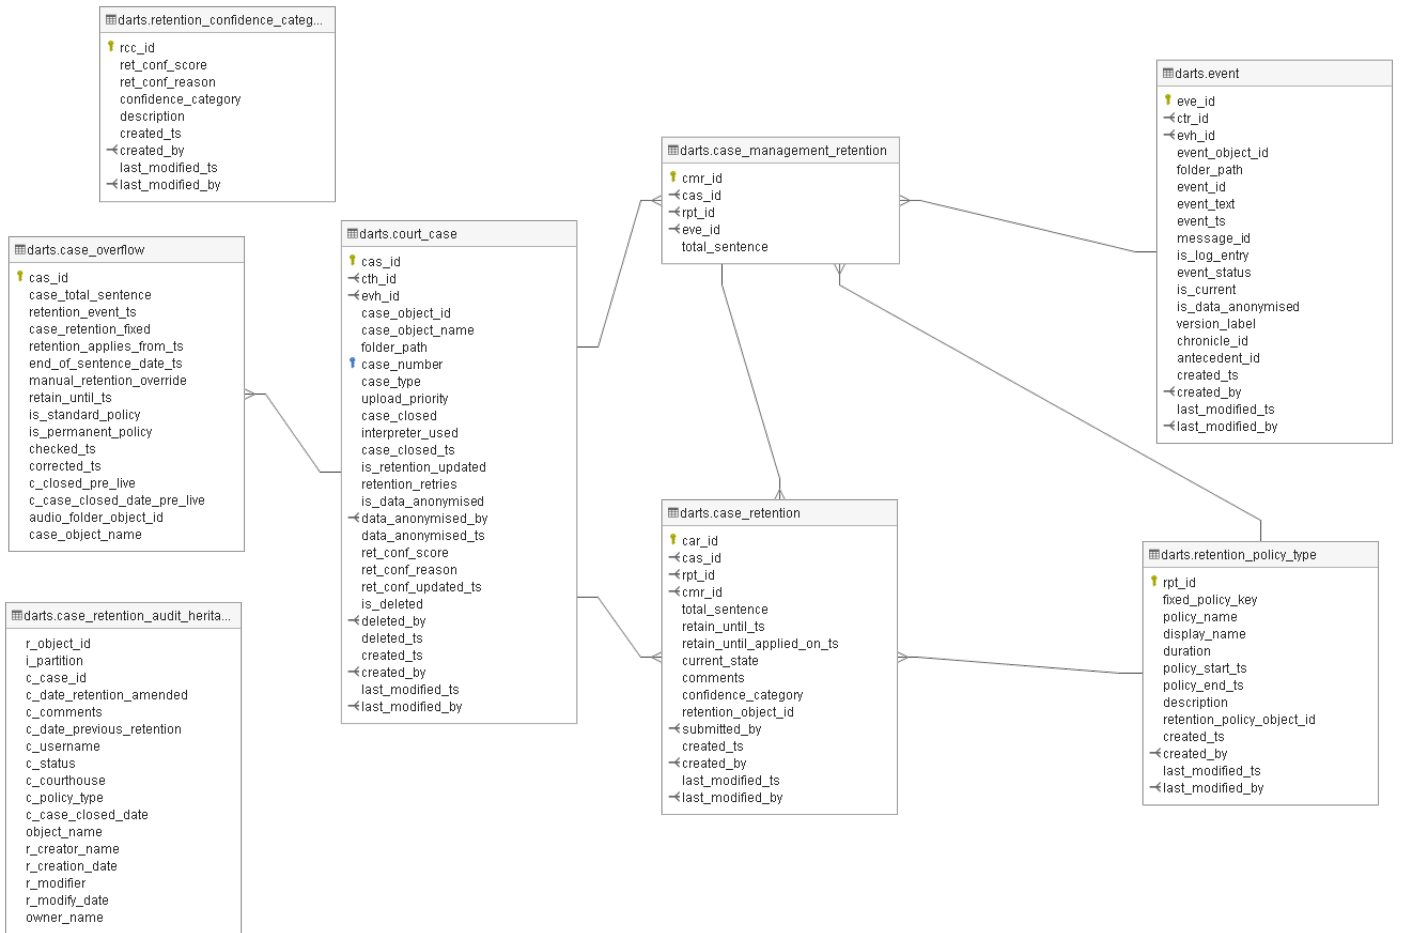 darts.retention_confidence_categ...
rcc_id
ret_conf_score
ret_conf_reason
confidence_category
description
created_ts
created_by
last_modified_ts
last_modified_by
darts.case_overflow
cas_id
case_total_sentence
retention_event_ts
case_retention_fixed
retention_applies_from_ts
end_of_sentence_date_ts
manual_retention_override
retain_until_ts
is_standard_policy
is_permanent_policy
checked_ts
corrected_ts
c_closed_pre_live
c_case_closed_date_pre_live
audio_folder_object_id
case_object_name
darts.case_retention_audit_herita...
r_object_id
i_partition
c_case_id
c_date_retention_amended
c_comments
c_date_previous_retention
c_username
c_status
c_courthouse
c_policy_type
c_case_closed_date
object_name
r_creator_name
r_creation_date
r_modifier
r_modify_date
owner_name
darts.court_case
cas_id
cth_id
evh_id
case_object_id
case_object_name
folder_path
case_number
case_type
upload_priority
case_closed
interpreter_used
case_closed_ts
is_retention_updated
retention_retries
is_data_anonymised
data_anonymised_by
data_anonymised_ts
ret_conf_score
ret_conf_reason
ret_conf_updated_ts
is_deleted
deleted_by
deleted_ts
created_ts
created_by
last_modified_ts
last_modified_by
darts.case_management_retention
cmr_id
cas_id
rpt_id
eve_id
total_sentence
darts.case_retention
car_id
cas_id
rpt_id
cmr_id
total_sentence
retain_until_ts
retain_until_applied_on_ts
current_state
comments
confidence_category
retention_object_id
submitted_by
created_ts
created_by
last_modified_ts
last_modified_by
darts.event
eve_id
ctr_id
evh_id
event_object_id
folder_path
event_id
event_text
event_ts
message_id
is_log_entry
event_status
is_current
is_data_anonymised
version_label
chronicle_id
antecedent_id
created_ts
created_by
last_modified_ts
last_modified_by
darts.retention_policy_type
rpt_id
fixed_policy_key
policy_name
display_name
duration
policy_start_ts
policy_end_ts
description
retention_policy_object_id
created_ts
created_by
last_modified_ts
last_modified_by